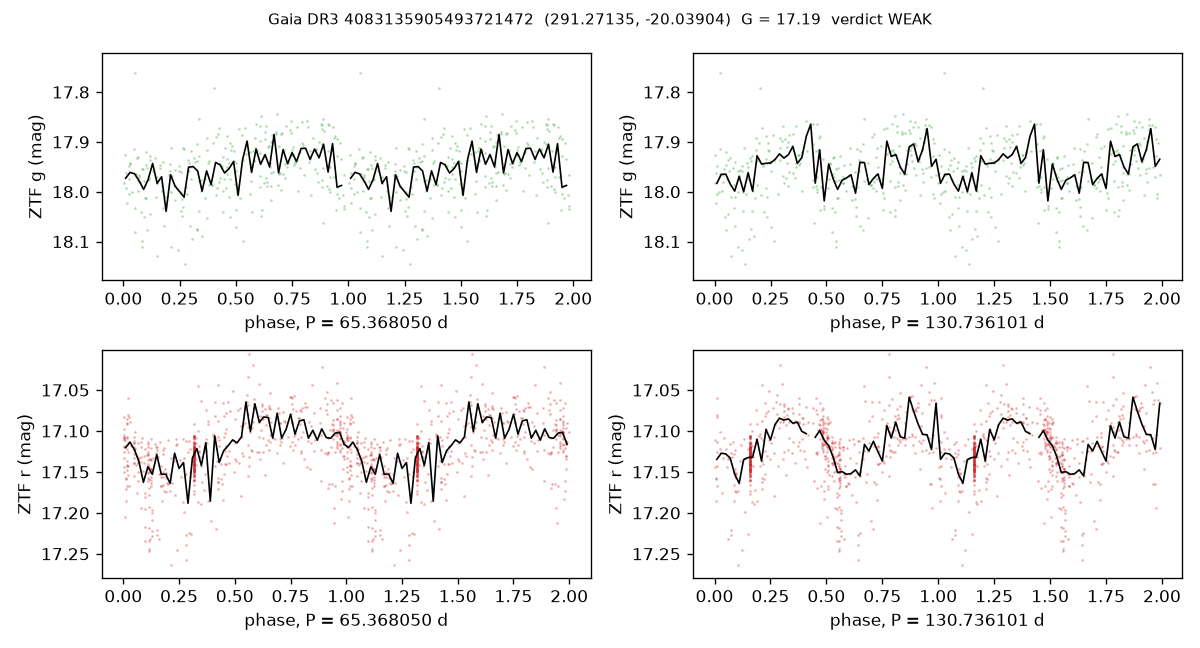 Gaia DR3 4083135905493721472  (291.27135, -20.03904)  G = 17.19  verdict WEAK
ZTF g (mag)
17.8
17.9
18.0
18.1
0.00 0.25 0.50 0.75 1.00 1.25 1.50 1.75 2.00
phase, P = 65.368050 d
ZTF g (mag)
17.8
17.9
18.0
18.1
0.00 0.25 0.50 0.75 1.00 1.25 1.50 1.75 2.00
phase, P = 130.736101 d
ZTF r (mag)
17.05
17.10
17.15
17.20
17.25
0.00 0.25 0.50 0.75 1.00 1.25 1.50 1.75 2.00
phase, P = 65.368050 d
ZTF r (mag)
17.05
17.10
17.15
17.20
17.25
0.00 0.25 0.50 0.75 1.00 1.25 1.50 1.75 2.00
phase, P = 130.736101 d